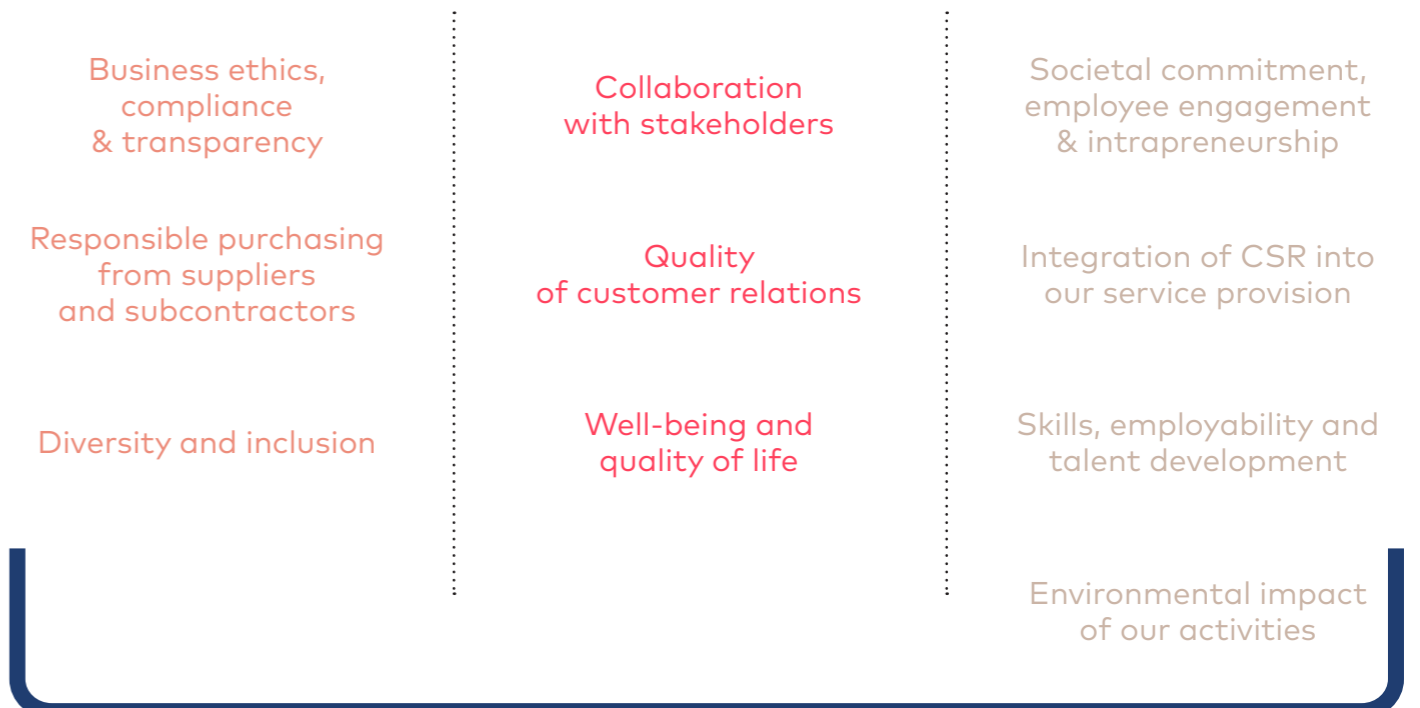 Business ethics,
compliance
& transparency
Responsible purchasing
from suppliers
and subcontractors
Diversity and inclusion
Collaboration
with stakeholders
Quality
of customer relations
Well-being and
quality of life
Societal commitment,
employee engagement
& intrapreneurship
Integration of CSR into
our service provision
Skills, employability and
talent development
Environmental impact
of our activities